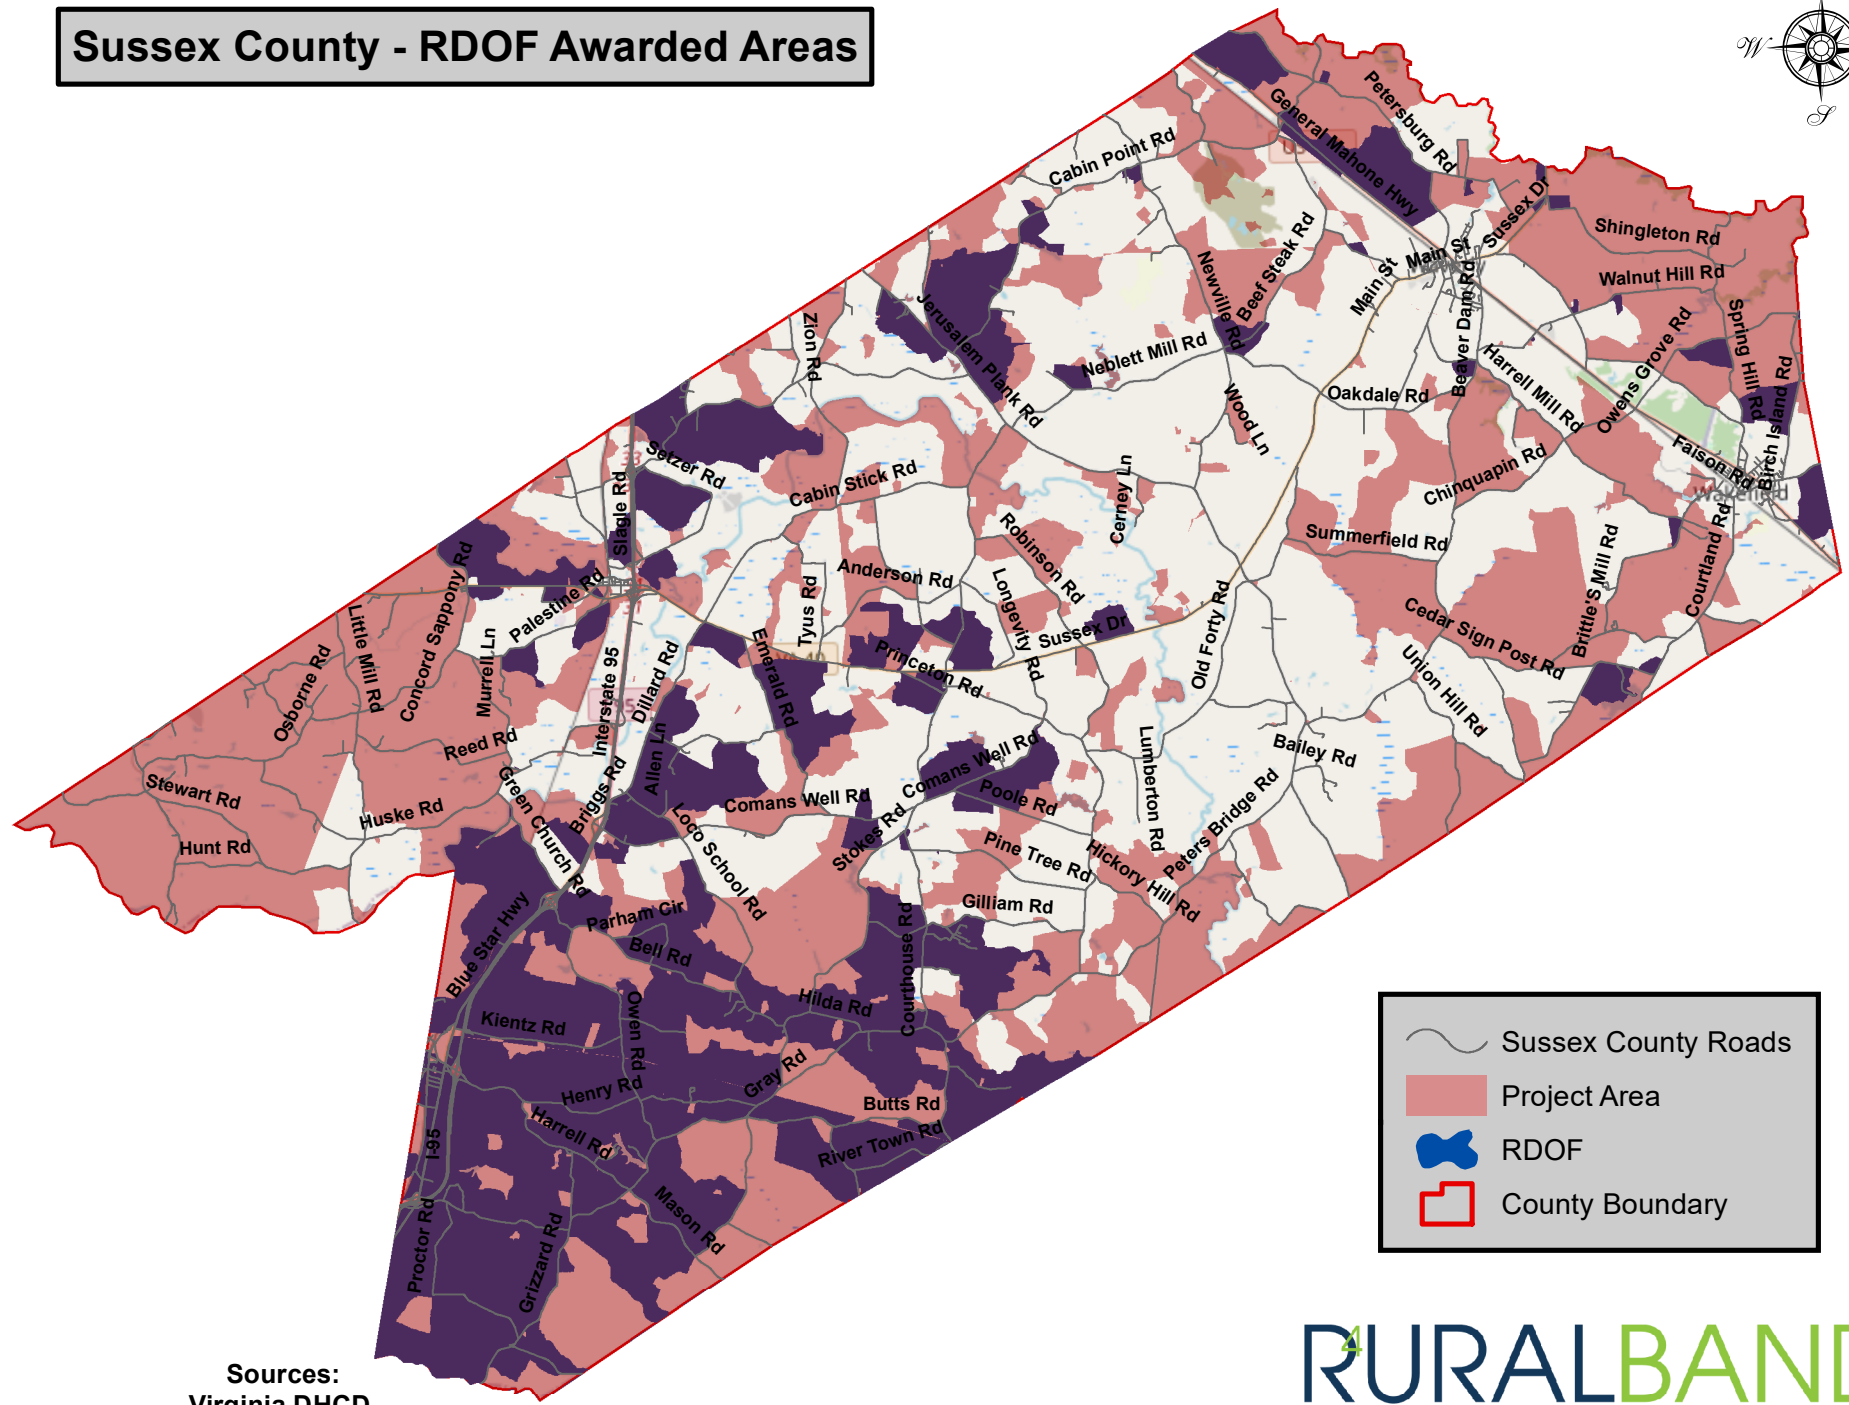 Sussex County - RDOF Awarded Areas
W
S
Petersburg Rd
General Mahone Hwy
Cabin Point Rd
Sussex Dr
Shingleton Rd
Main St
Main St
Walnut Hill Rd
Beef Steak Rd
Newville Rd
Beaver Dam Rd
Spring Hill Rd
Owens Grove Rd
Birch Island Rd
Jerusalem Plank Rd
Zion Rd
Neblett Mill Rd
Harrell Mill Rd
Oakdale Rd
Wood Ln
Faison Rd
Wakefield
Chinquapin Rd
Setzer Rd
Cabin Stick Rd
Cerney Ln
Slagle Rd
Robinson Rd
Summerfield Rd
Courtland Rd
Brittle'S Mill Rd
Anderson Rd
Concord Sappony Rd
Palestine Rd
Little Mill Rd
Tyus Rd
Longevity Rd
Sussex Dr
Old Forty Rd
Cedar Sign Post Rd
Osborne Rd
Murrell Ln
Emerald Rd
Princeton Rd
Union Hill Rd
Interstate 95
Dillard Rd
Reed Rd
Allen Ln
Comans Well Rd
Lumberton Rd
Bailey Rd
Stewart Rd
Huske Rd
Green Church Rd
Briggs Rd
Comans Well Rd
Poole Rd
Peters Bridge Rd
Hunt Rd
Loco School Rd
Stokes Rd
Pine Tree Rd
Hickory Hill Rd
Gilliam Rd
Parham Cir
Bell Rd
Blue Star Hwy
Courthouse Rd
Kientz Rd
Owen Rd
Hilda Rd
Gray Rd
Henry Rd
Butts Rd
Harrell Rd
River Town Rd
I-95
Mason Rd
Proctor Rd
Grizzard Rd
Sussex County Roads
Project Area
RDOF
County Boundary
Sources:
Virginia DHCD
R4URALBAND